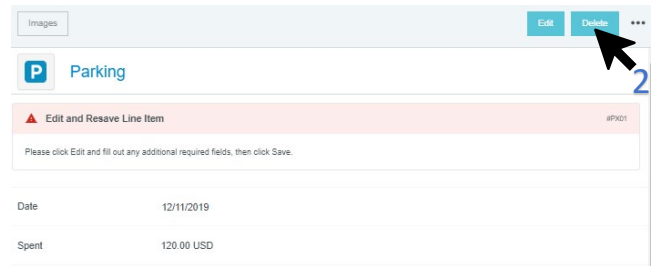 Images Edit Delete •••
P Parking
2
Edit and Resave Line Item #PX01
Please click Edit and fill out any additional required fields, then click Save.
Date 12/11/2019
Spent 120.00 USD